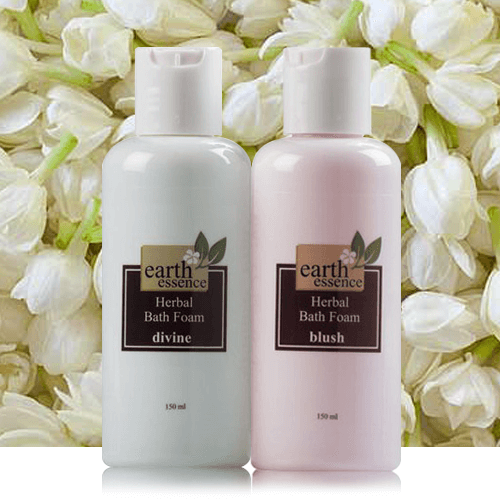 earth
essence
Herbal
Bath Foam
divine
150 ml
earth
essence
Herbal
Bath Foam
blush
150 ml